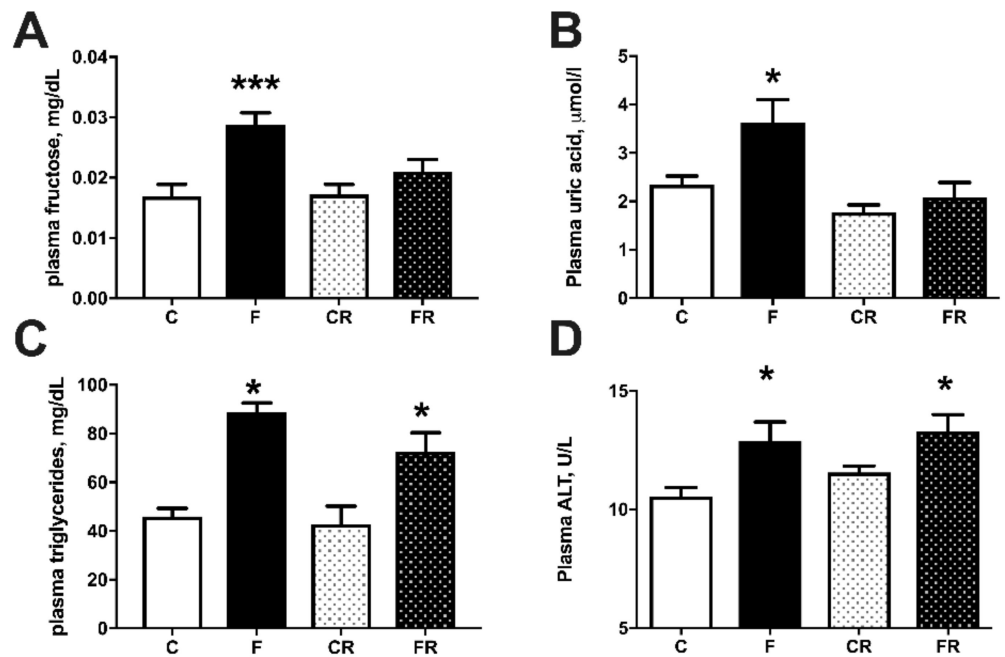 A
plasma fructose, mg/dL
0.04
0.03
0.02
0.01
0.00
***
C F CR FR
B
Plasma uric acid, µmol/l
5
4
3
2
1
0
*
C F CR FR
C
plasma triglycerides, mg/dL
100
80
60
40
20
0
*
*
C F CR FR
D
Plasma ALT, U/L
15
10
5
*
*
C F CR FR